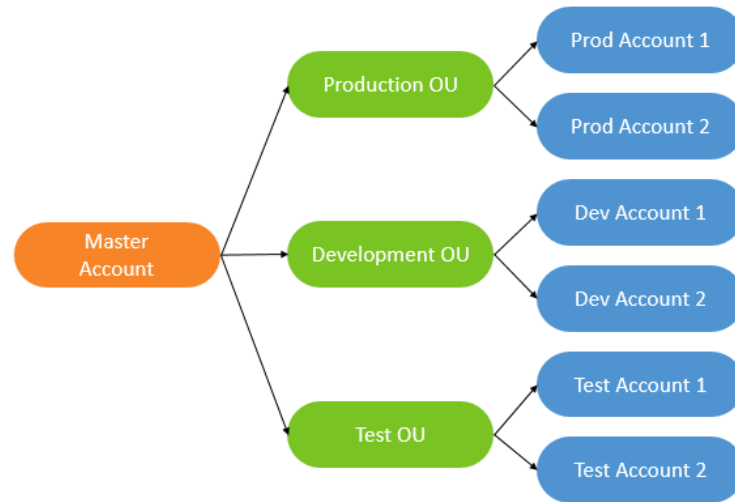 Prod Account 1
Production OU
Prod Account 2
Dev Account 1
Master
Account
Development OU
Dev Account 2
Test Account 1
Test OU
Test Account 2